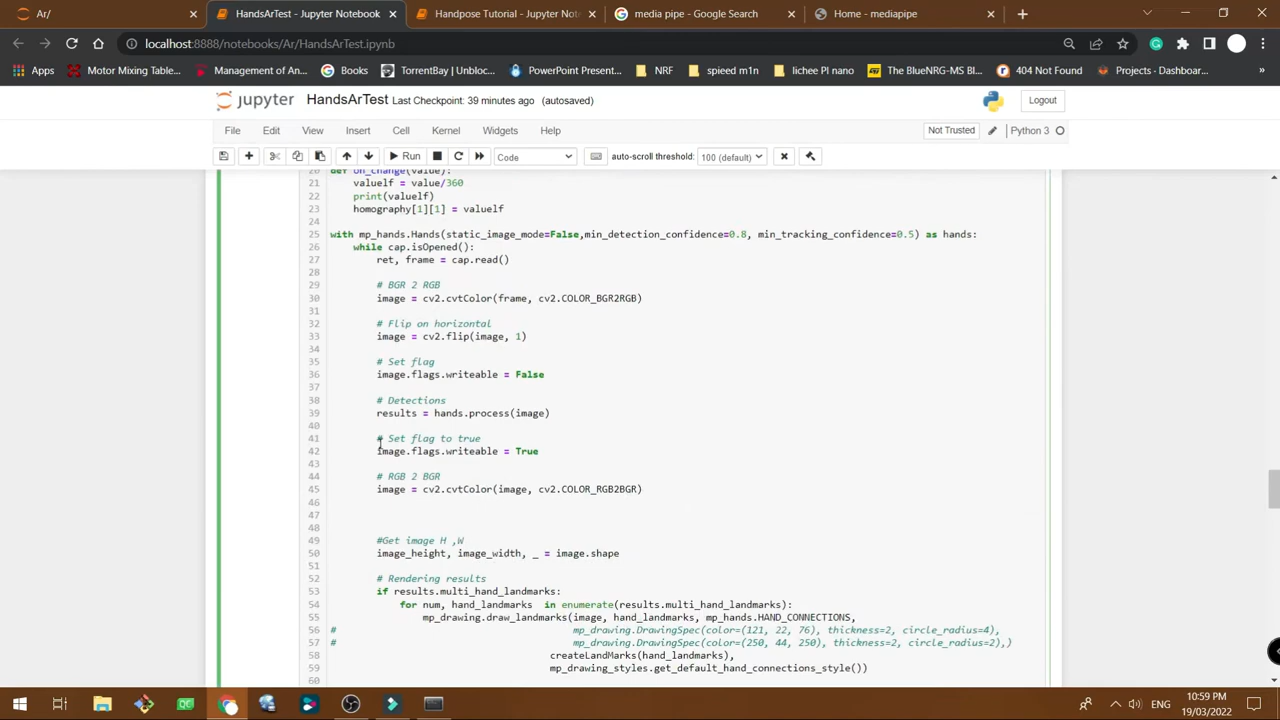 Ar/
HandsArTest - Jupyter Notebook
Handpose Tutorial - Jupyter Not
media pipe - Google Search
Home - mediapipe
localhost:8888/notebooks/Ar/HandsArTest.ipynb
Apps
Motor Mixing Table...
Management of An...
Books
TorrentBay | Unbloc...
PowerPoint Present...
NRF
spieed m1n
lichee PI nano
The BlueNRG-MS Bl...
404 Not Found
Projects - Dashboar...
»
jupyter HandsArTest Last Checkpoint: 39 minutes ago (autosaved)
Logout
File Edit View Insert Cell Kernel Widgets Help
Not Trusted
Python 3
Run
Code
auto-scroll threshold:
100 (default)
20 def on_change(value):
21 valuelf = value/360
22 print(valuelf)
23 homography[1][1] = valuelf
24
25 with mp_hands.Hands(static_image_mode=False,min_detection_confidence=0.8, min_tracking_confidence=0.5) as hands:
26 while cap.isOpened():
27 ret, frame = cap.read()
28
29 # BGR 2 RGB
30 image = cv2.cvtColor(frame, cv2.COLOR_BGR2RGB)
31
32 # Flip on horizontal
33 image = cv2.flip(image, 1)
34
35 # Set flag
36 image.flags.writeable = False
37
38 # Detections
39 results = hands.process(image)
40
41 # Set flag to true
42 image.flags.writeable = True
43
44 # RGB 2 BGR
45 image = cv2.cvtColor(image, cv2.COLOR_RGB2BGR)
46
47
48
49 #Get image H ,W
50 image_height, image_width, _ = image.shape
51
52 # Rendering results
53 if results.multi_hand_landmarks:
54 for num, hand_landmarks in enumerate(results.multi_hand_landmarks):
55 mp_drawing.draw_landmarks(image, hand_landmarks, mp_hands.HAND_CONNECTIONS,
56 # mp_drawing.DrawingSpec(color=(121, 22, 76), thickness=2, circle_radius=4),
57 # mp_drawing.DrawingSpec(color=(250, 44, 250), thickness=2, circle_radius=2),)
58 createLandMarks(hand_landmarks),
59 mp_drawing_styles.get_default_hand_connections_style())
60
QC
ENG
10:59 PM
19/03/2022